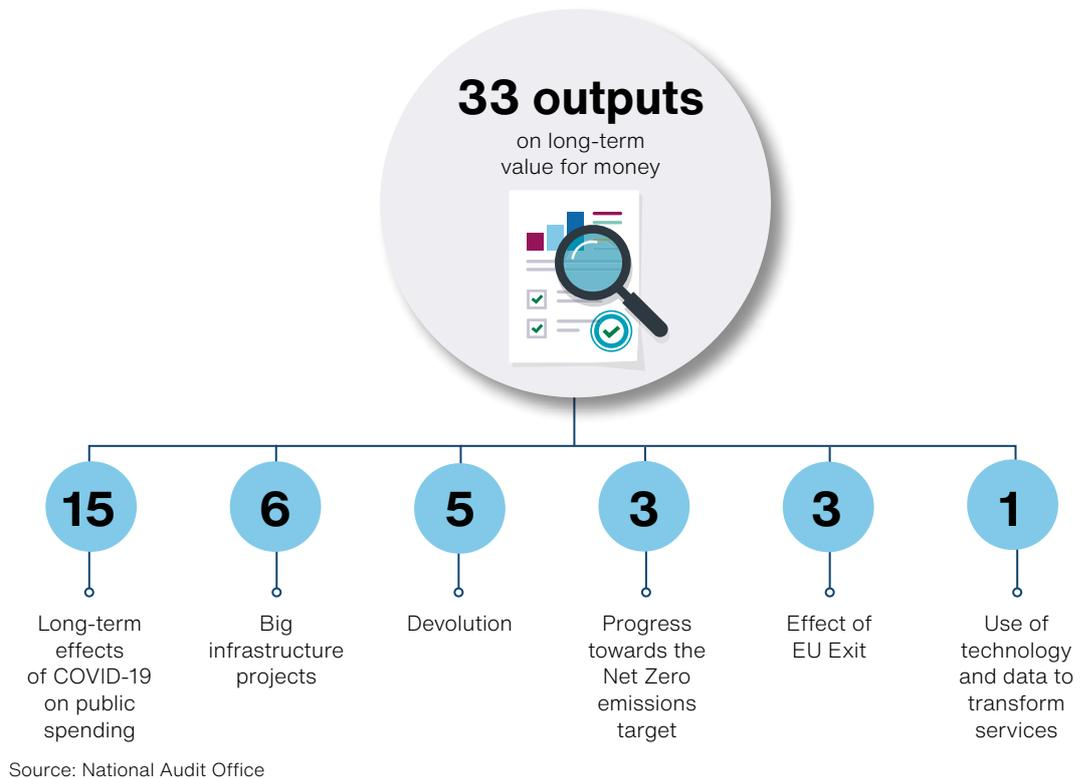 33 outputs
on long-term
value for money
15
Long-term
effects
of COVID-19
on public
spending
6
Big
infrastructure
projects
5
Devolution
3
Progress
towards the
Net Zero
emissions
target
3
Effect of
EU Exit
1
Use of
technology
and data to
transform
services
Source: National Audit Office